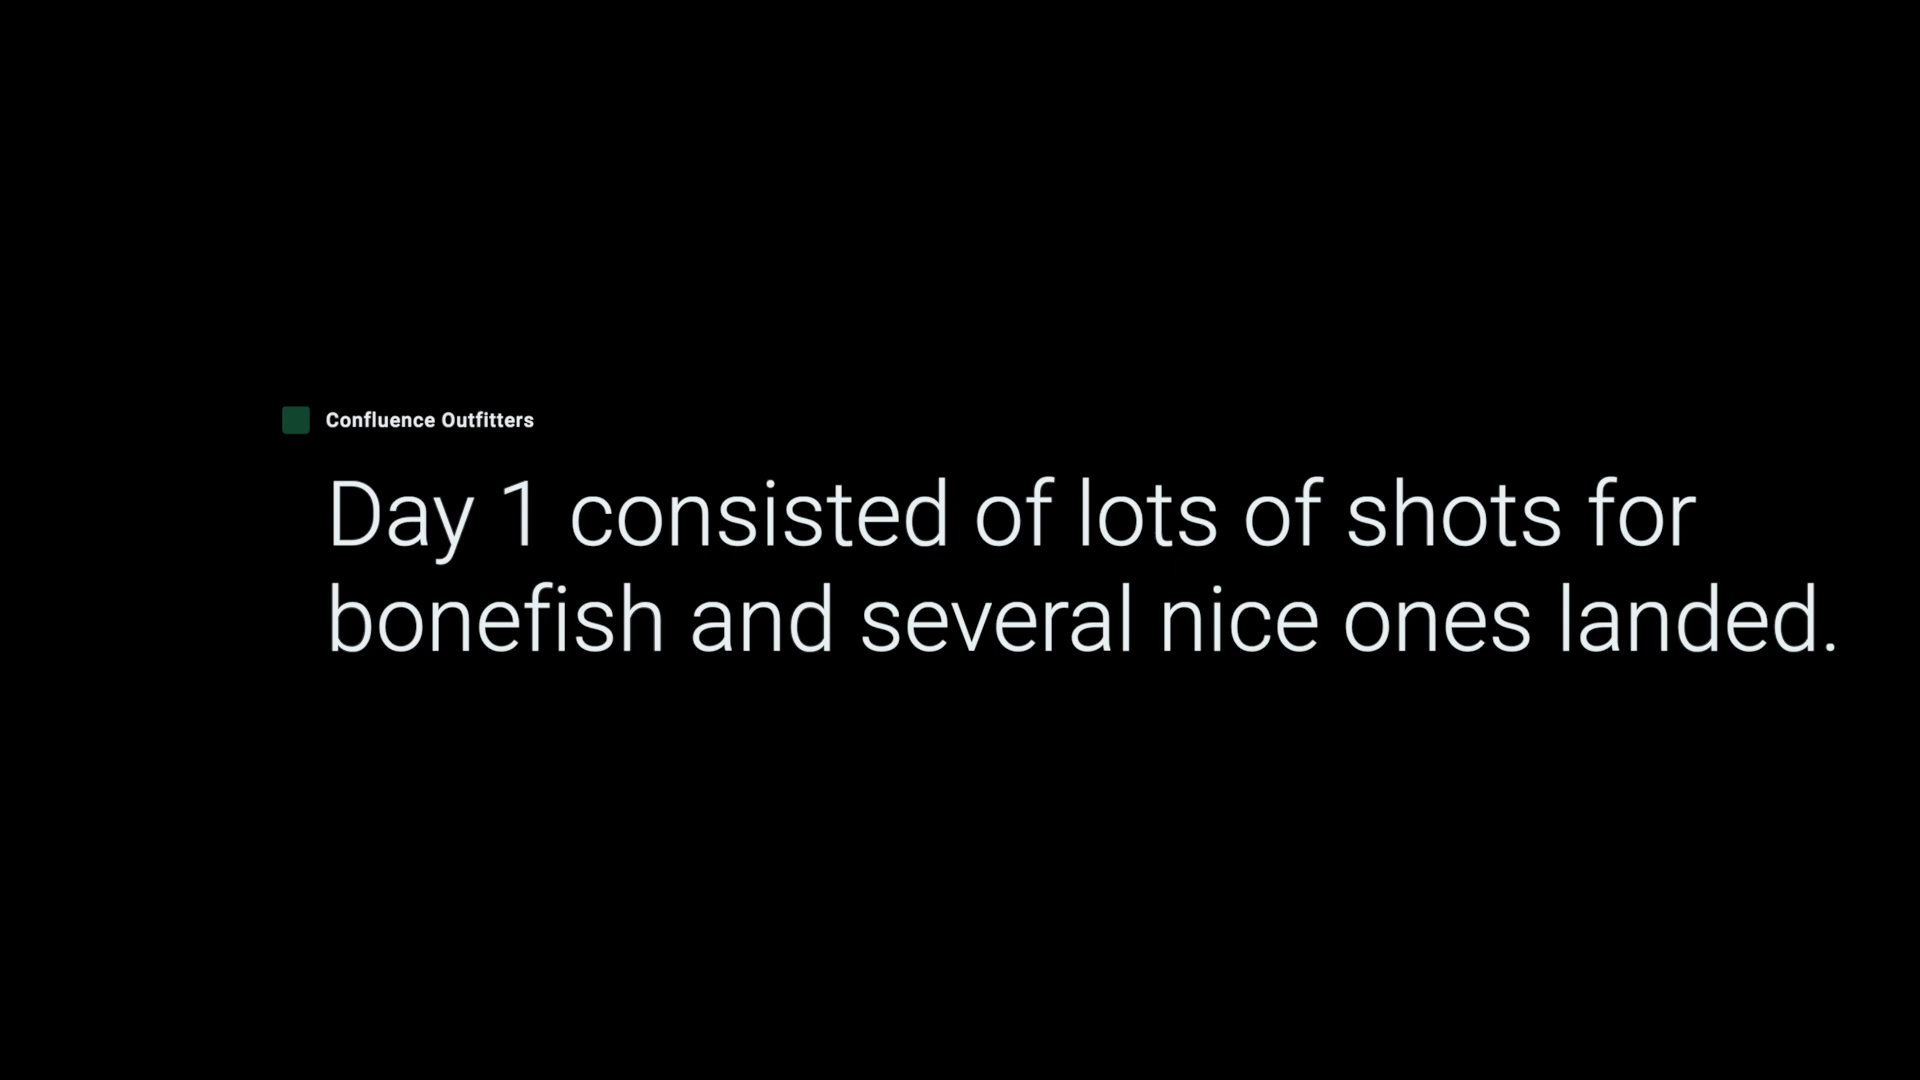 Confluence Outfitters
Day 1 consisted of lots of shots for
bonefish and several nice ones landed.